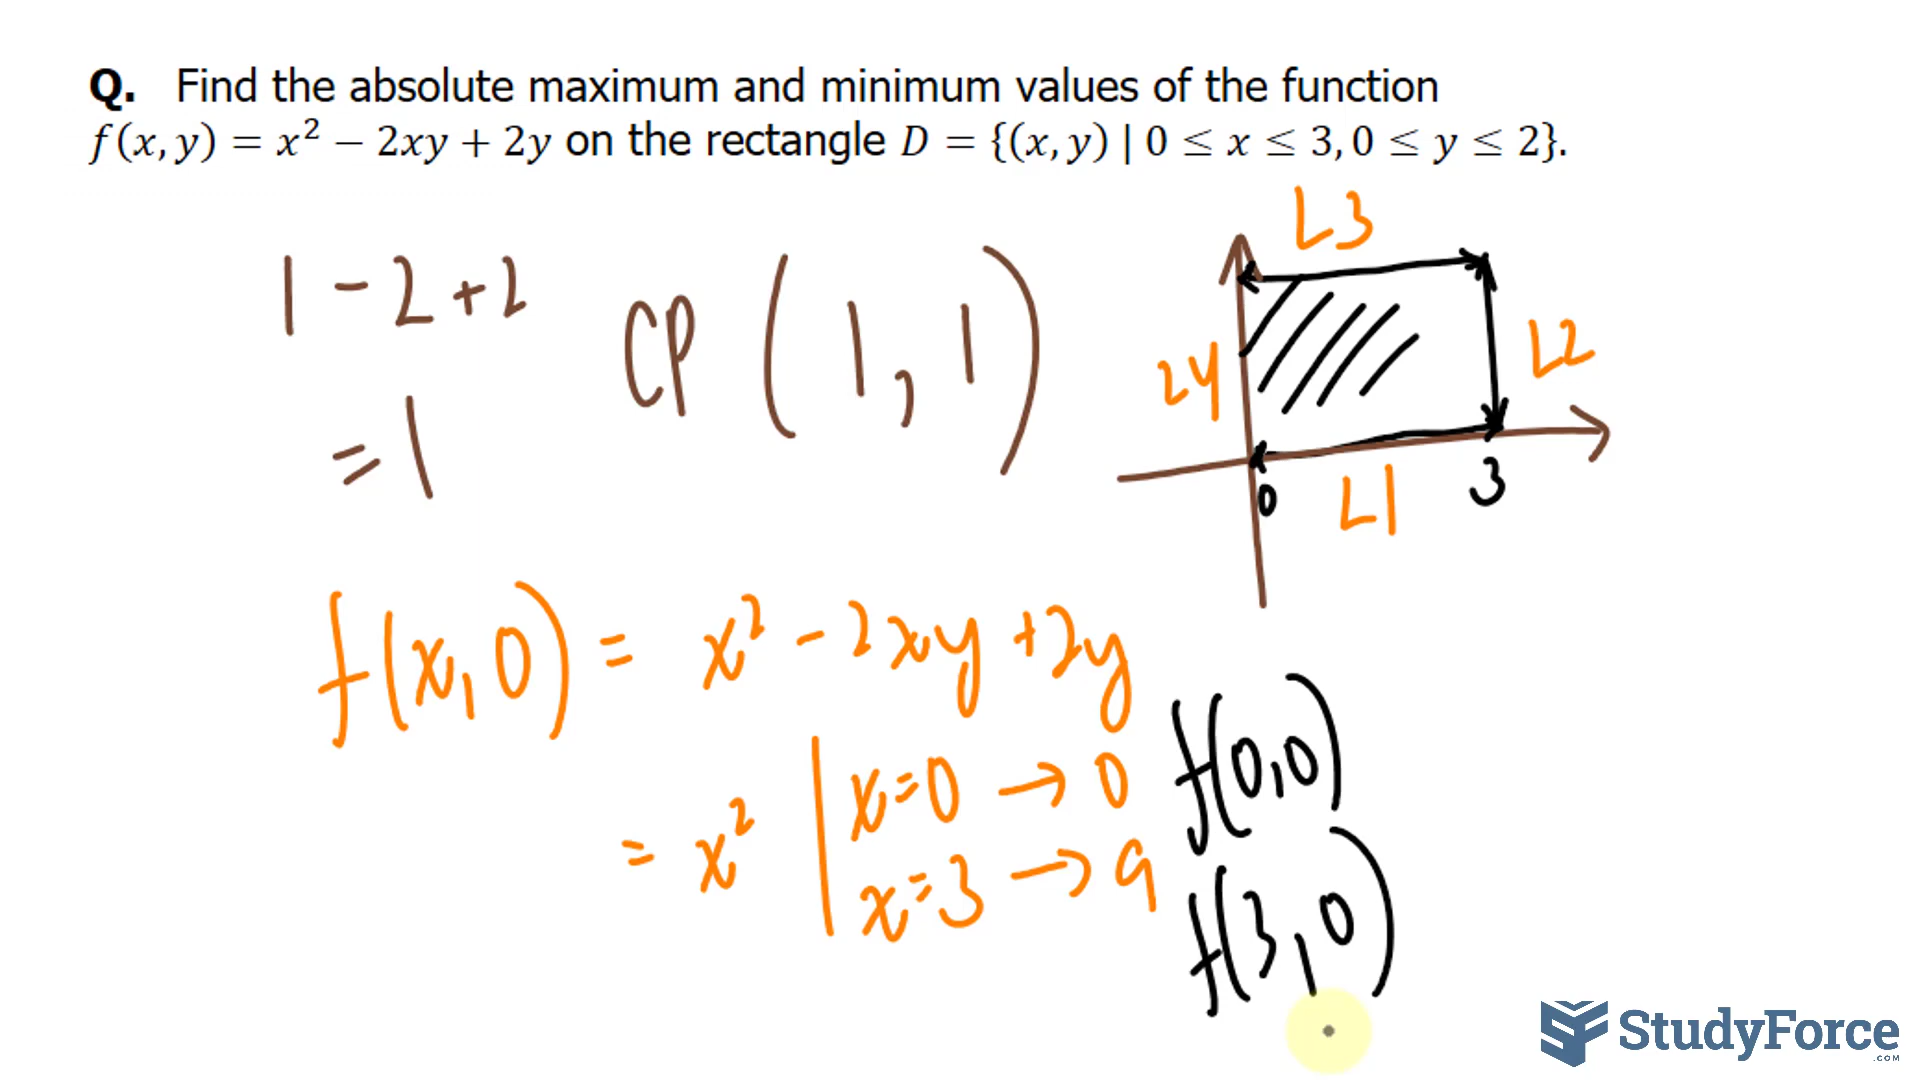 Q. Find the absolute maximum and minimum values of the function
f(x, y) = x² − 2xy + 2y on the rectangle D = {(x, y) | 0 ≤ x ≤ 3, 0 ≤ y ≤ 2}.
1 - 2 + 2
= 1
CP (1, 1)
L3
L2
24
0
L1
3
f(x, 0) = x² - 2xy + 2y
= x² | x=0 → 0 f(0,0)
x=3 → 9 f(3,0)
StudyForce
.COM